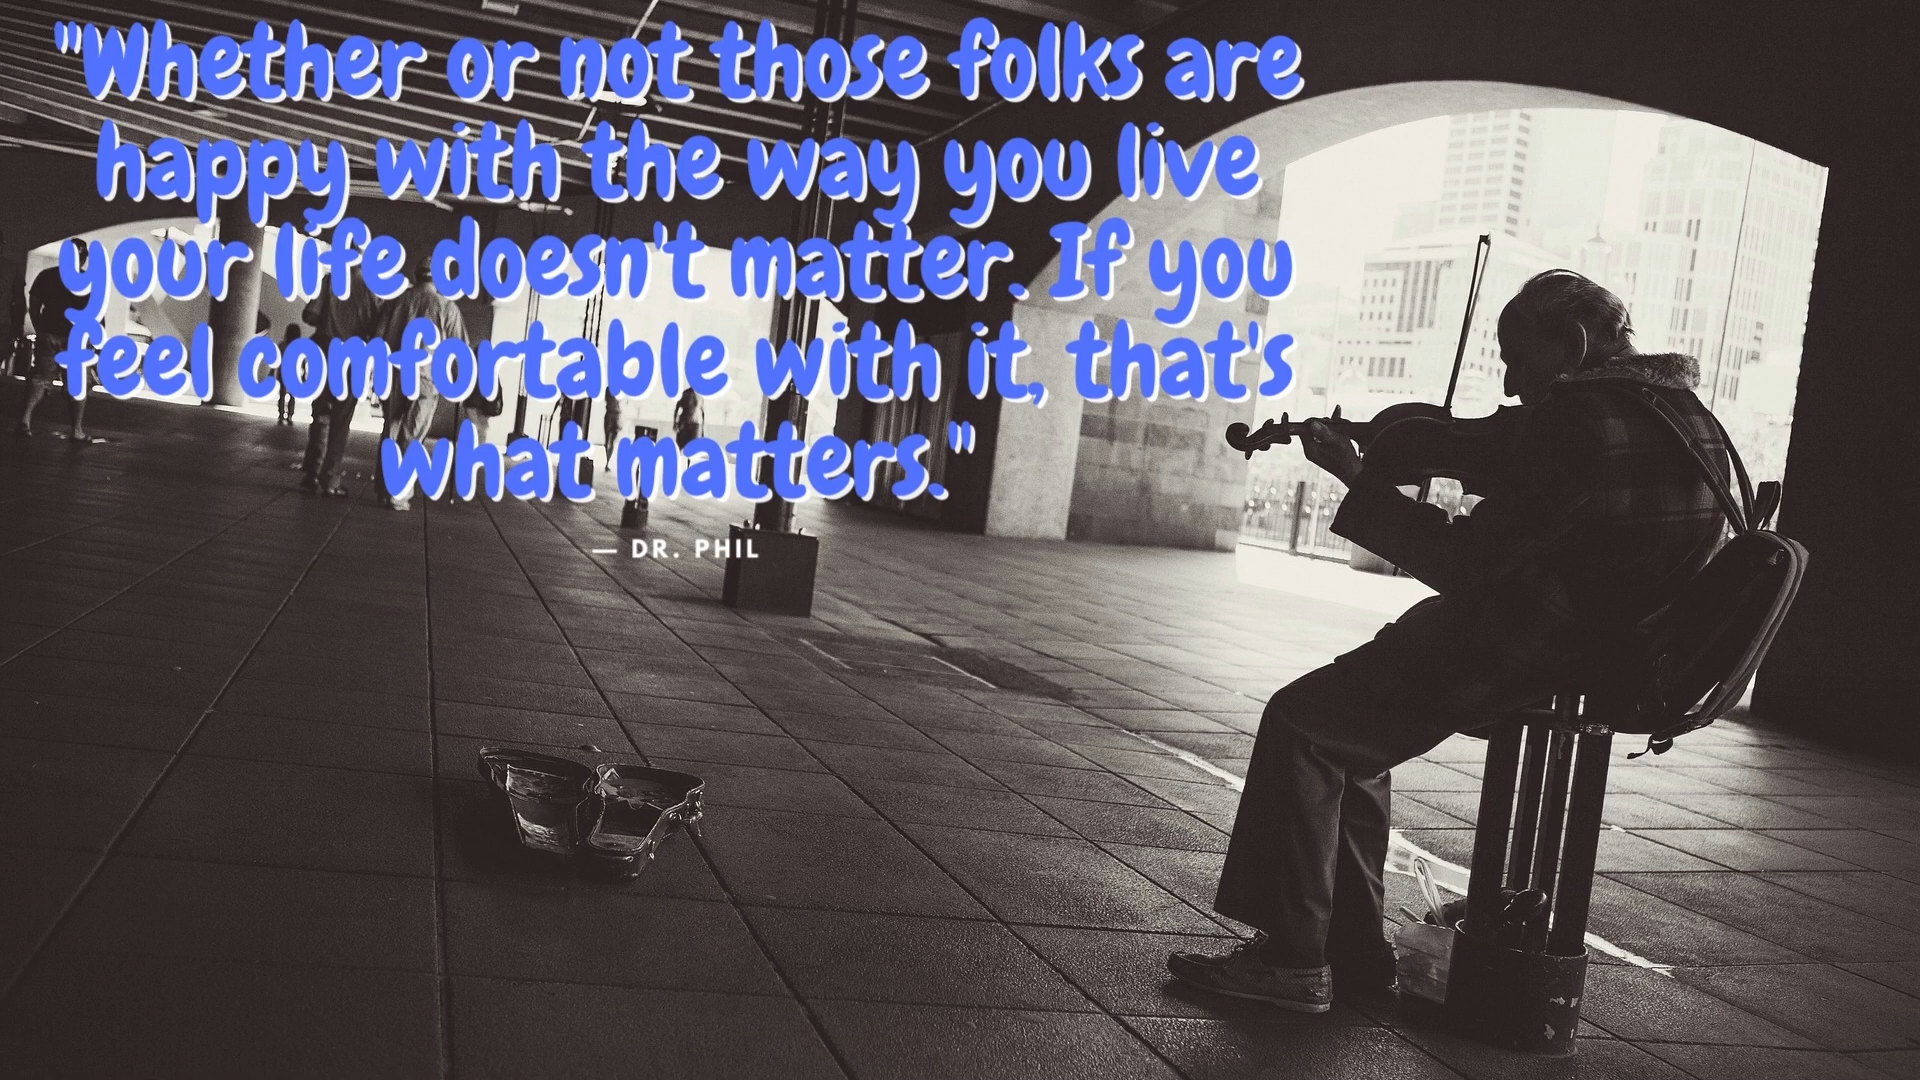 "Whether or not those folks are
happy with the way you live
your life doesn't matter. If you
feel comfortable with it, that's
what matters."
— DR. PHIL